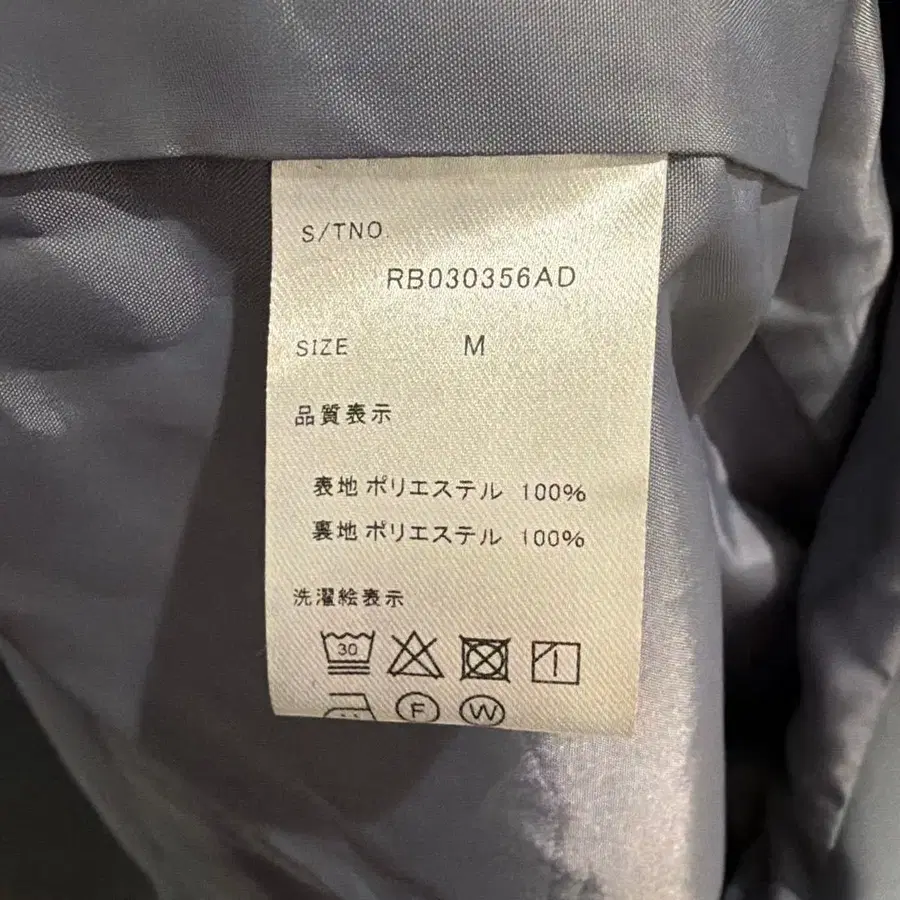 S/TNO.
RB030356AD
SIZE M
品質表示
表地 ポリエステル 100%
裏地 ポリエステル 100%
洗濯絵表示
30
F W